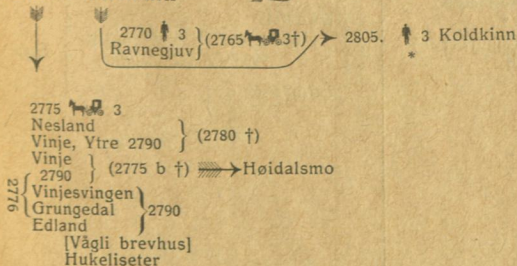 2770 3 } (2765 3†) 2805. 3 Koldkinn
Ravnegjuv *
2775 3
Nesland
Vinje, Ytre 2790 } (2780 †)
Vinje
2790 } (2775 b †) Høidalsmo
2776 { Vinjesvingen
Grungedal } 2790
Edland
[Vågli brevhus]
Hukeliseter